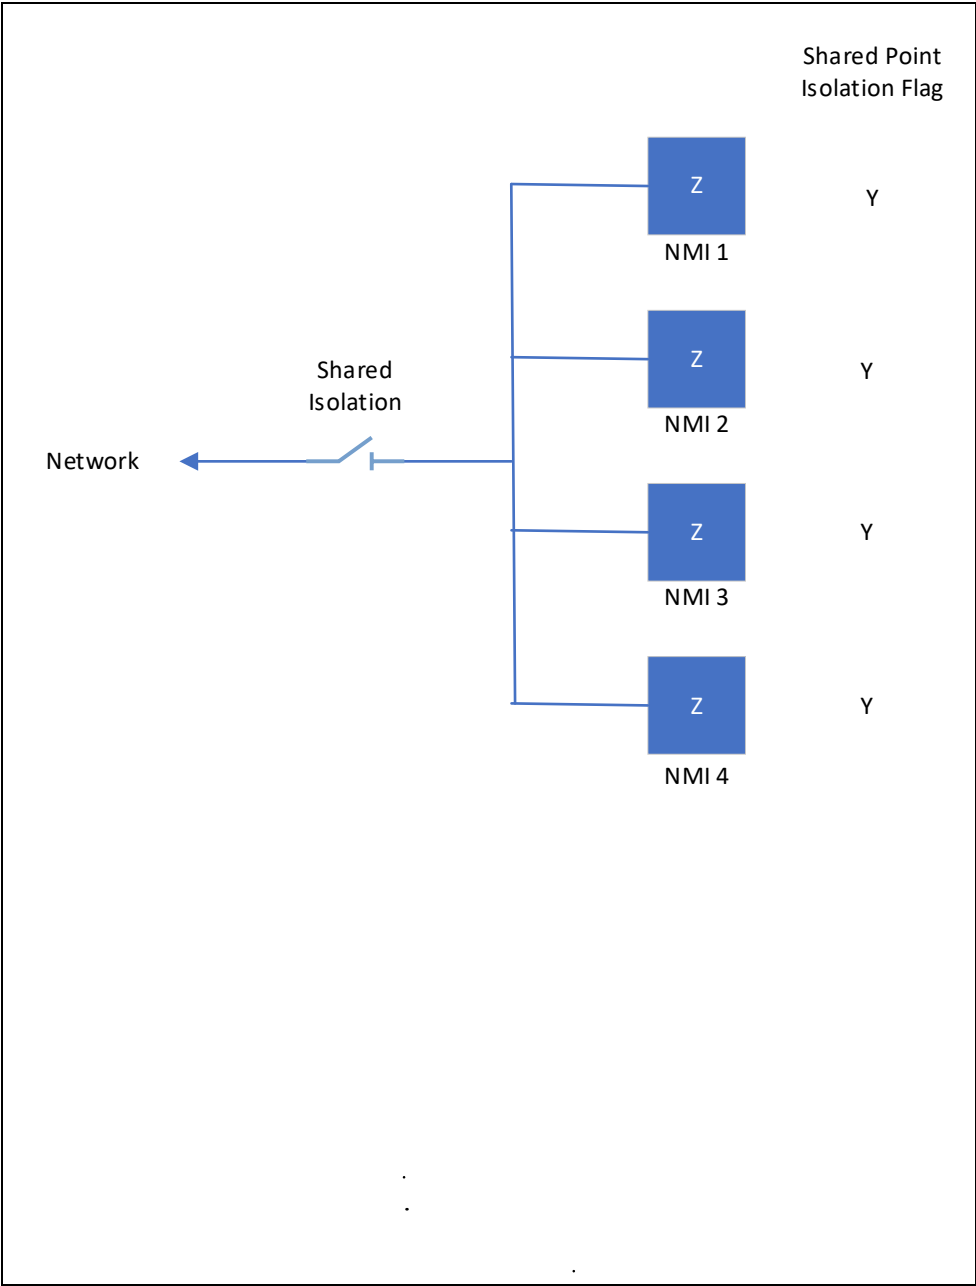 Shared Point
Isolation Flag
Z
Y
NMI 1
Z
Y
NMI 2
Shared
Isolation
Network
Z
Y
NMI 3
Z
Y
NMI 4